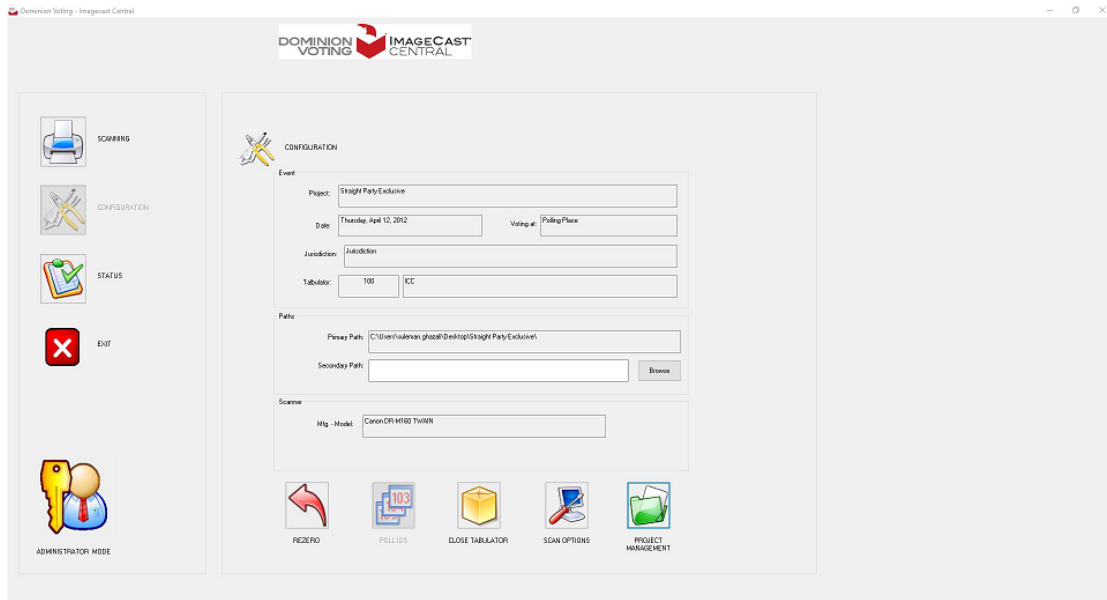 Dominion Voting - Imagecast Central
DOMINION VOTING IMAGECAST CENTRAL
SCANNING
CONFIGURATION
STATUS
EXIT
ADMINISTRATOR MODE
CONFIGURATION
Event
Project: Straight Party Exclusive
Date: Thursday, April 12, 2012 Voting at: Polling Place
Jurisdiction: Jurisdiction
Tabulator: 100 ICC
Paths
Primary Path: C:\Users\suleman.ghazali\Desktop\Straight Party Exclusive\
Secondary Path: Browse
Scanner
Mfg. - Model: Canon DR-M160 TWAIN
103
REZERO POLL IDS CLOSE TABULATOR SCAN OPTIONS PROJECT
MANAGEMENT